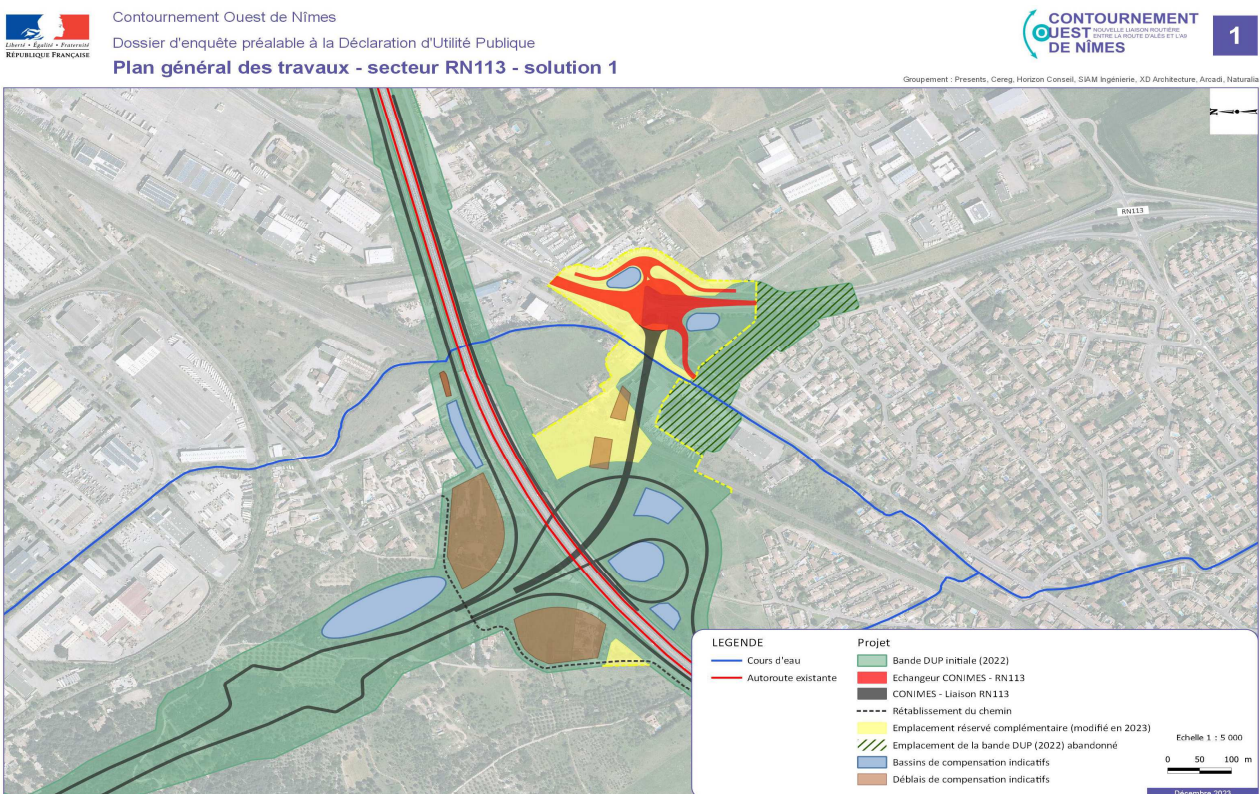 Contournement Ouest de Nîmes
Dossier d'enquête préalable à la Déclaration d'Utilité Publique
Plan général des travaux - secteur RN113 - solution 1
Liberté • Égalité • Fraternité
RÉPUBLIQUE FRANÇAISE
CONTOURNEMENT
OUEST NOUVELLE LIAISON ROUTIÈRE
ENTRE LA ROUTE D'ALÈS ET L'A9
DE NÎMES
1
Groupement : Presents, Cereg, Horizon Conseil, SIAM Ingénierie, XD Architecture, Arcadi, Naturalia
N
RN113
LEGENDE
Cours d'eau
Autoroute existante
Projet
Bande DUP initiale (2022)
Echangeur CONIMES - RN113
CONIMES - Liaison RN113
Rétablissement du chemin
Emplacement réservé complémentaire (modifié en 2023)
Emplacement de la bande DUP (2022) abandonné
Bassins de compensation indicatifs
Déblais de compensation indicatifs
Echelle 1 : 5 000
0 50 100 m
Décembre 2023